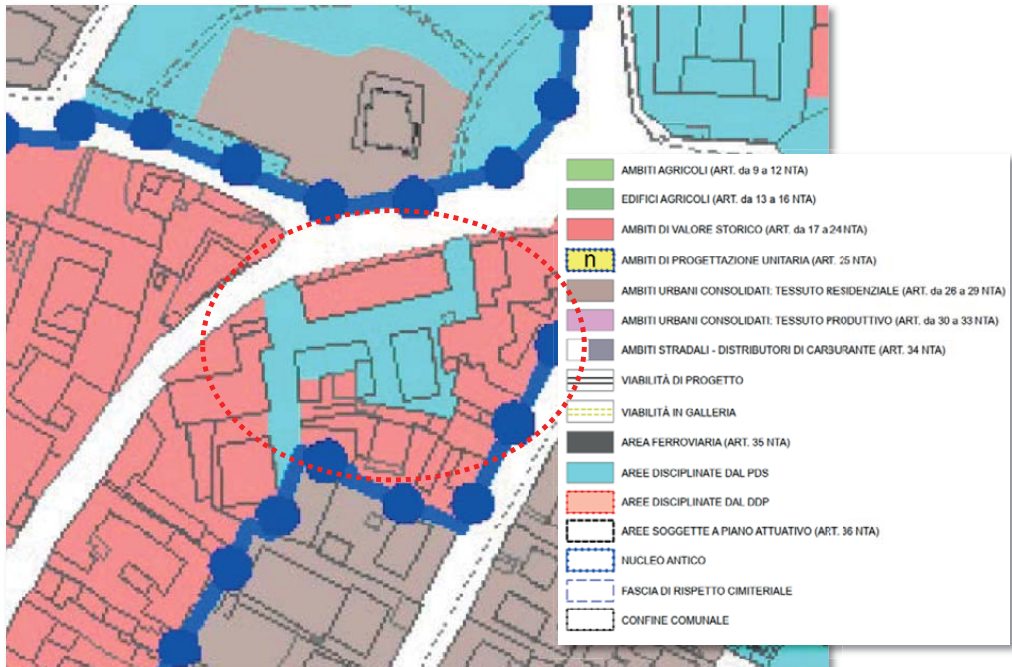 AMBITI AGRICOLI (ART. da 9 a 12 NTA)
EDIFICI AGRICOLI (ART. da 13 a 16 NTA)
AMBITI DI VALORE STORICO (ART. da 17 a 24 NTA)
n
AMBITI DI PROGETTAZIONE UNITARIA (ART. 25 NTA)
AMBITI URBANI CONSOLIDATI: TESSUTO RESIDENZIALE (ART. da 26 a 29 NTA)
AMBITI URBANI CONSOLIDATI: TESSUTO PRODUTTIVO (ART. da 30 a 33 NTA)
AMBITI STRADALI - DISTRIBUTORI DI CARBURANTE (ART. 34 NTA)
VIABILITÀ DI PROGETTO
VIABILITÀ IN GALLERIA
AREA FERROVIARIA (ART. 35 NTA)
AREE DISCIPLINATE DAL PDS
AREE DISCIPLINATE DAL DDP
AREE SOGGETTE A PIANO ATTUATIVO (ART. 36 NTA)
NUCLEO ANTICO
FASCIA DI RISPETTO CIMITERIALE
CONFINE COMUNALE